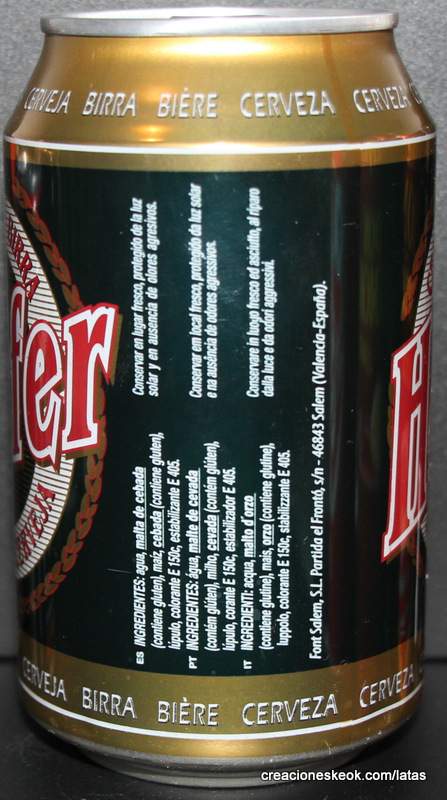 CERVEJA BIRRA BIÈRE CERVEZA CERVEZA
BIRRA
fer
CERVEJA
H
ES INGREDIENTES: agua, malta de cebada
(contiene gluten), maíz, cebada (contiene gluten),
lúpulo, colorante E 150c, estabilizante E 405.
Conservar en lugar fresco, protegido de la luz
solar y en ausencia de olores agresivos.
PT INGREDIENTES: água, malta de cevada
(contém glúten), milho, cevada (contém glúten),
lúpulo, corante E 150c, estabilizador E 405.
Conservar em local fresco, protegido da luz solar
e na ausência de odores agressivos.
IT INGREDIENTI: acqua, malto d'orzo
(contiene glutine), mais, orzo (contiene glutine),
luppolo, colorante E 150c, stabilizzante E 405.
Conservare in luogo fresco ed asciutto, al riparo
dalla luce e da odori aggressivi.
Font Salem, S.L. Partida el Frontó, s/n - 46843 Salem (Valencia-España).
CERVEJA BIRRA BIÈRE CERVEZA CERVEZA
creacioneskeok.com/latas